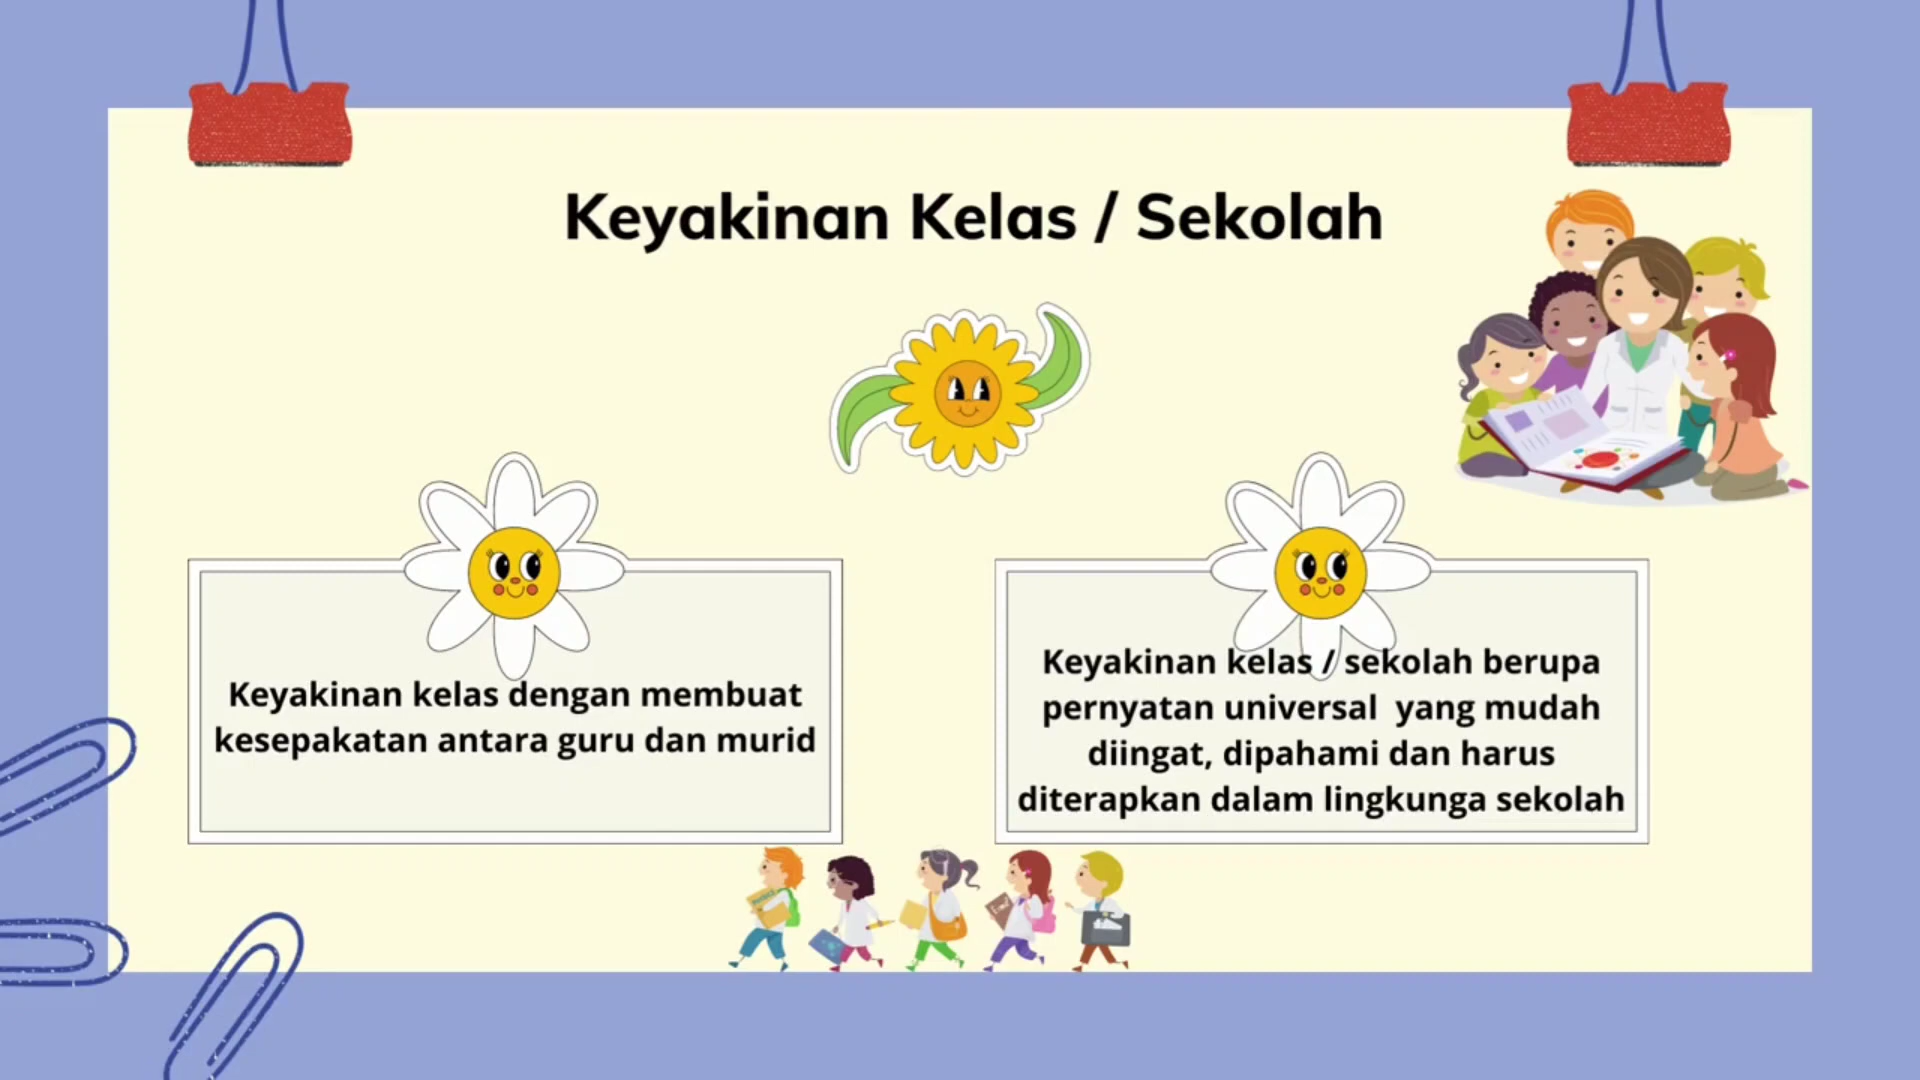 Keyakinan Kelas / Sekolah
Keyakinan kelas dengan membuat
kesepakatan antara guru dan murid
Keyakinan kelas / sekolah berupa
pernyatan universal yang mudah
diingat, dipahami dan harus
diterapkan dalam lingkunga sekolah